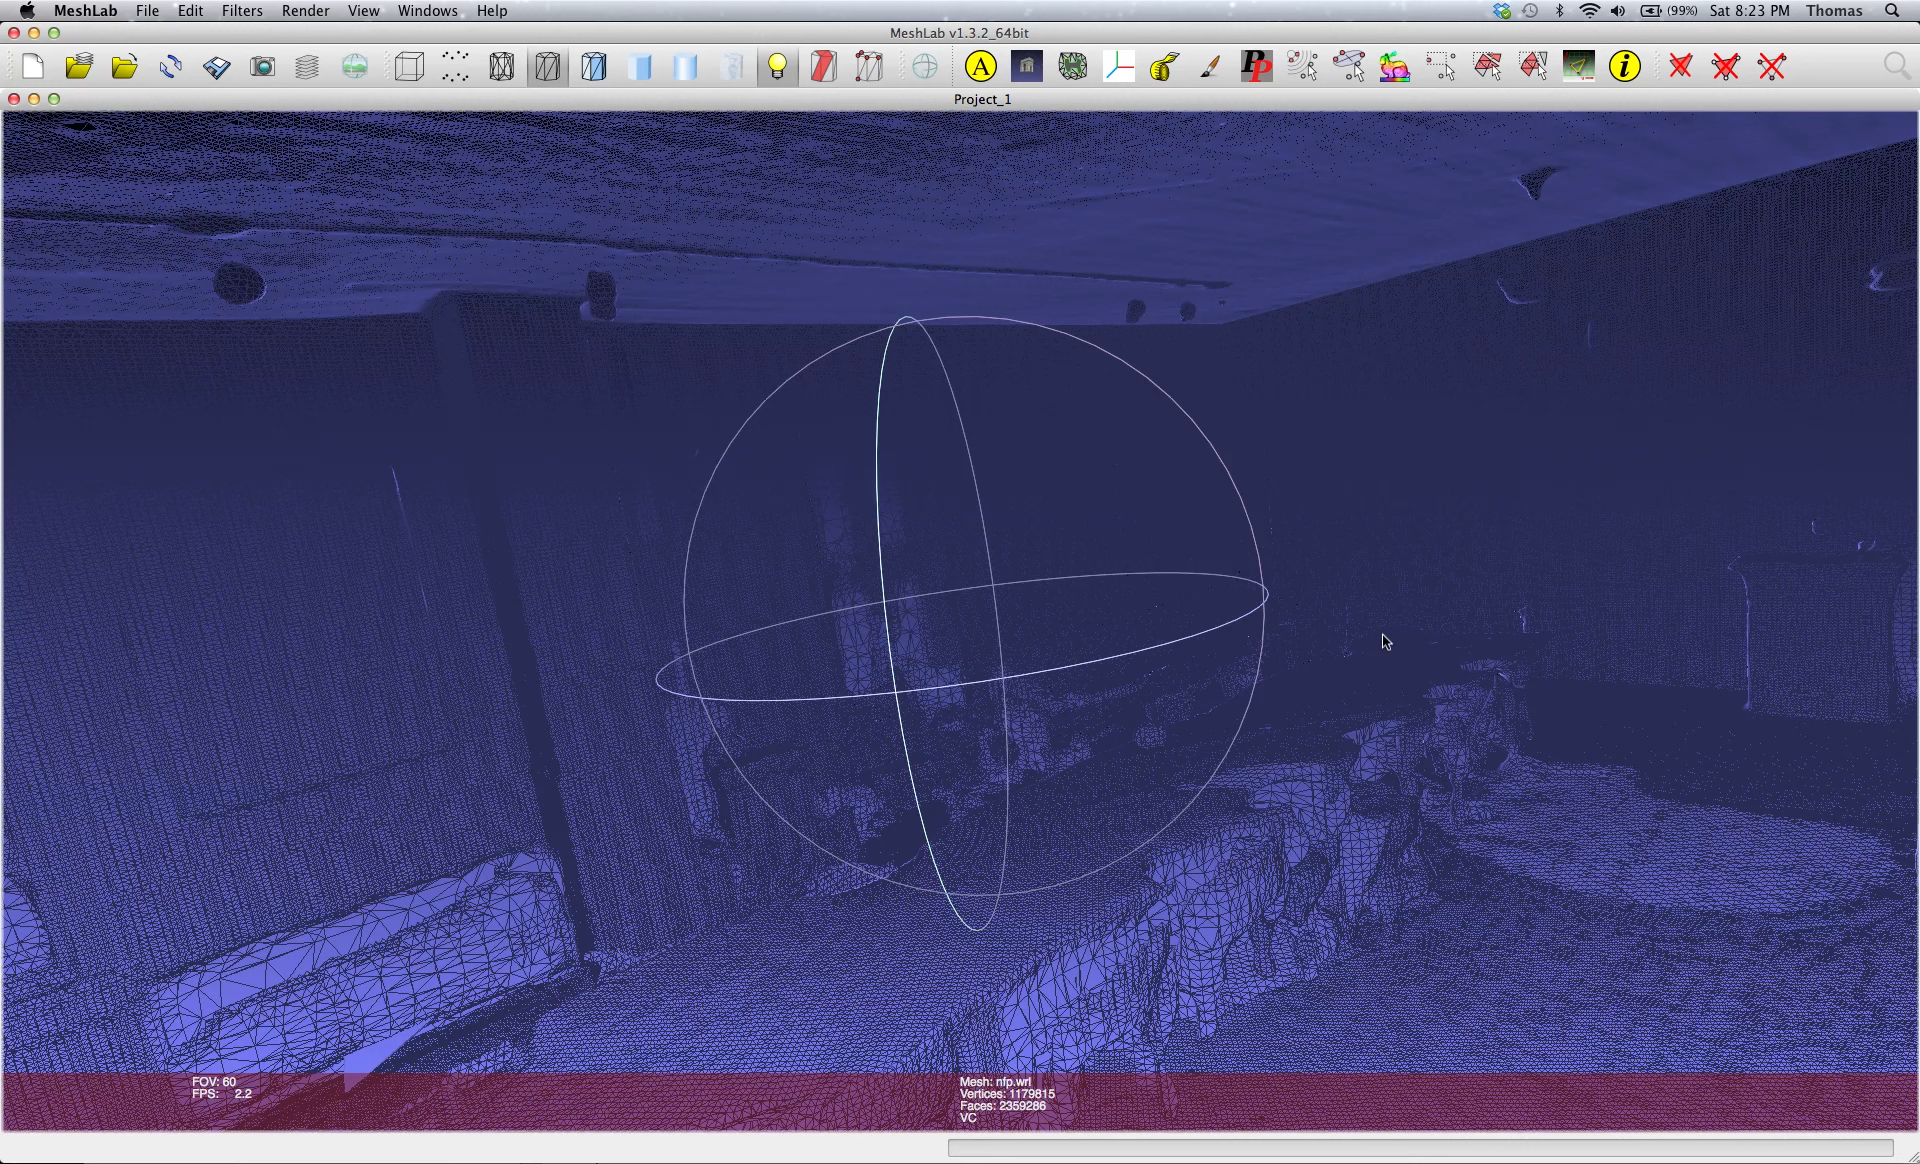 MeshLab File Edit Filters Render View Windows Help (99%) Sat 8:23 PM Thomas
MeshLab v1.3.2_64bit
A PP i
Project_1
FOV: 60
FPS: 2.2
Mesh: nfp.wrl
Vertices: 1179815
Faces: 2359286
VC